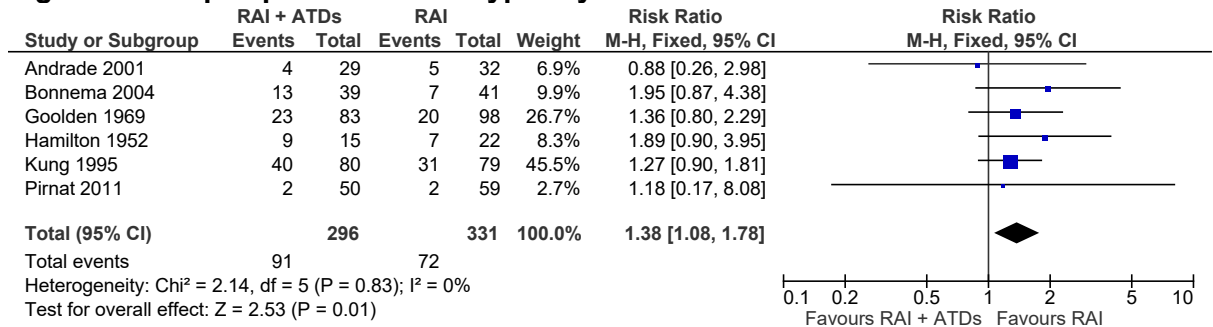 RAI + ATDs RAI Risk Ratio Risk Ratio
Study or Subgroup Events Total Events Total Weight M-H, Fixed, 95% CI M-H, Fixed, 95% CI
Andrade 2001 4 29 5 32 6.9% 0.88 [0.26, 2.98]
Bonnema 2004 13 39 7 41 9.9% 1.95 [0.87, 4.38]
Goolden 1969 23 83 20 98 26.7% 1.36 [0.80, 2.29]
Hamilton 1952 9 15 7 22 8.3% 1.89 [0.90, 3.95]
Kung 1995 40 80 31 79 45.5% 1.27 [0.90, 1.81]
Pirnat 2011 2 50 2 59 2.7% 1.18 [0.17, 8.08]
Total (95% CI) 296 331 100.0% 1.38 [1.08, 1.78]
Total events 91 72
Heterogeneity: Chi² = 2.14, df = 5 (P = 0.83); I² = 0%
Test for overall effect: Z = 2.53 (P = 0.01)
0.1 0.2 0.5 1 2 5 10
Favours RAI + ATDs Favours RAI